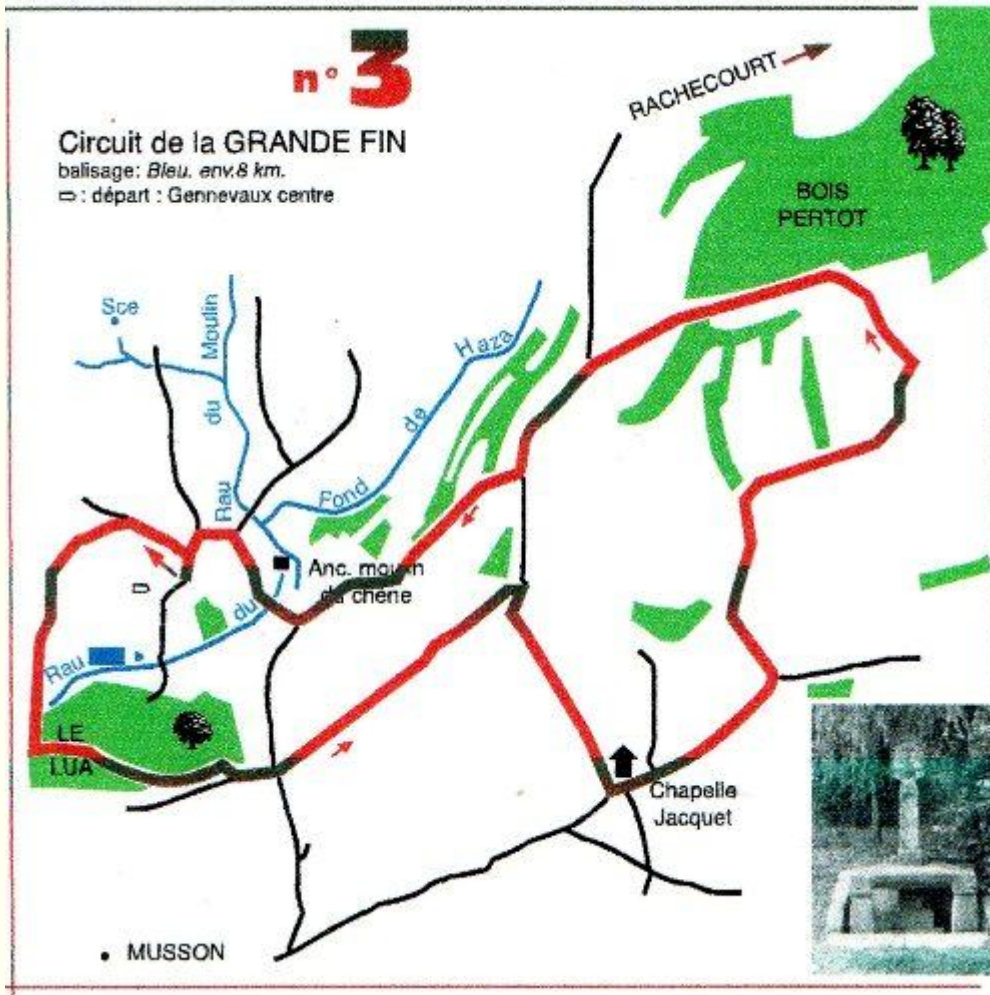 n° 3
Circuit de la GRANDE FIN
balisage: Bleu. env.8 km.
: départ : Gennevaux centre
RACHECOURT
BOIS
PERTOT
Sce
Rau du Moulin
Fond de Haza
Anc. moulin
du chêne
Rau du
LE
LUA
Chapelle
Jacquet
MUSSON